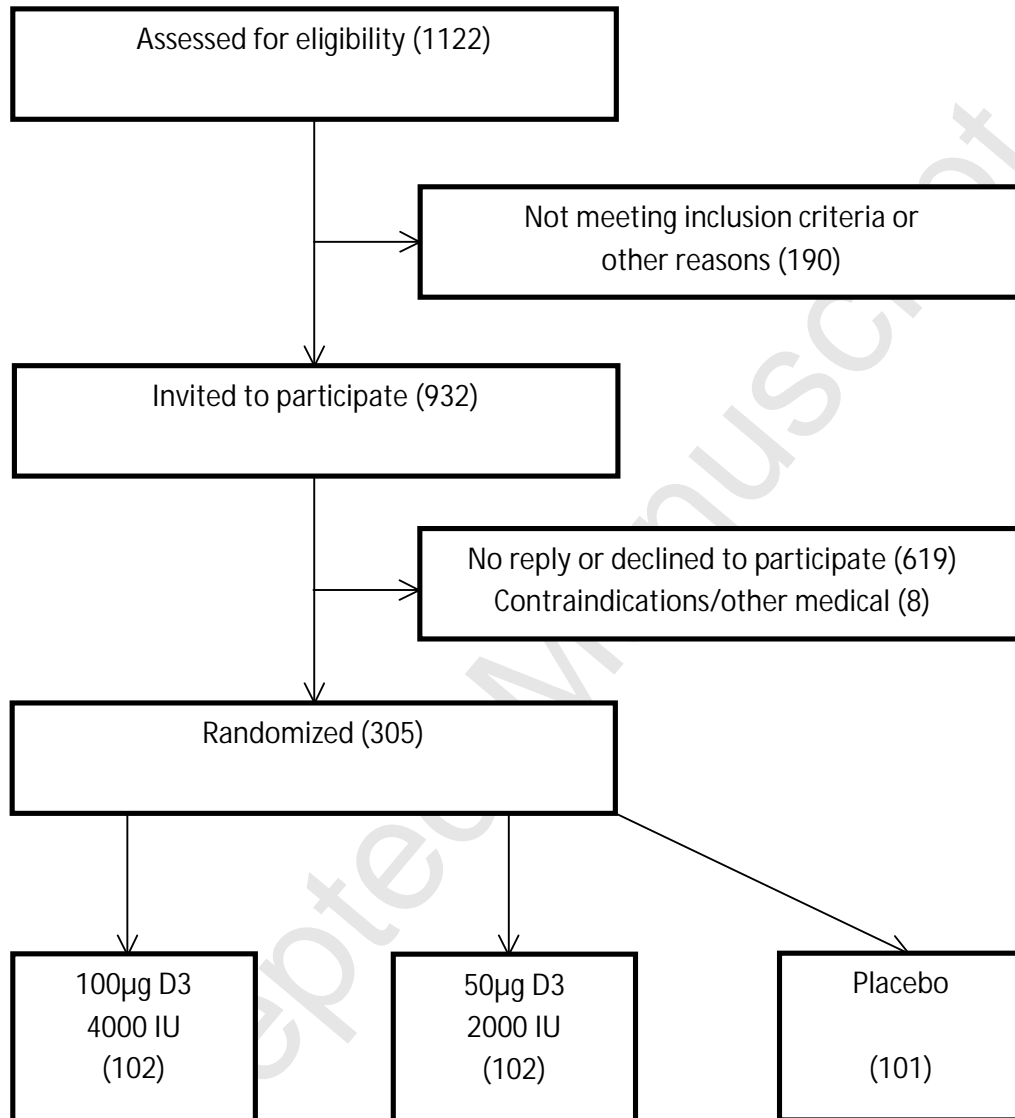 Assessed for eligibility (1122)
Not meeting inclusion criteria or
other reasons (190)
Invited to participate (932)
No reply or declined to participate (619)
Contraindications/other medical (8)
Randomized (305)
100µg D3
4000 IU
(102)
50µg D3
2000 IU
(102)
Placebo
(101)
epted Manuscript